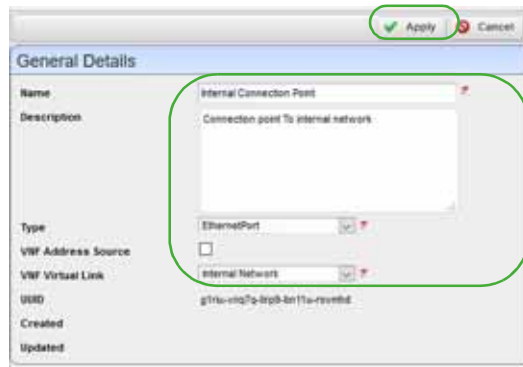 Apply Cancel
General Details
Name Internal Connection Point
Description Connection point To internal network
Type EthernetPort
VNF Address Source
VNF Virtual Link Internal Network
UUID
Created
Updated